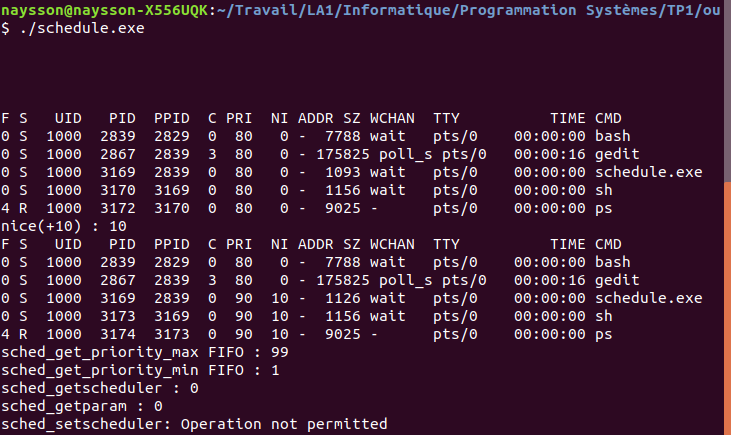 naysson@naysson-X556UQK:~/Travail/LA1/Informatique/Programmation Systèmes/TP1/ou
$ ./schedule.exe
F S   UID   PID  PPID  C PRI  NI ADDR SZ WCHAN  TTY          TIME CMD
0 S  1000  2839  2829  0  80   0 -  7788 wait   pts/0    00:00:00 bash
0 S  1000  2867  2839  3  80   0 - 175825 poll_s pts/0   00:00:16 gedit
0 S  1000  3169  2839  0  80   0 -  1093 wait   pts/0    00:00:00 schedule.exe
0 S  1000  3170  3169  0  80   0 -  1156 wait   pts/0    00:00:00 sh
4 R  1000  3172  3170  0  80   0 -  9025 -      pts/0    00:00:00 ps
nice(+10) : 10
F S   UID   PID  PPID  C PRI  NI ADDR SZ WCHAN  TTY          TIME CMD
0 S  1000  2839  2829  0  80   0 -  7788 wait   pts/0    00:00:00 bash
0 S  1000  2867  2839  3  80   0 - 175825 poll_s pts/0   00:00:16 gedit
0 S  1000  3169  2839  0  90  10 -  1126 wait   pts/0    00:00:00 schedule.exe
0 S  1000  3173  3169  0  90  10 -  1156 wait   pts/0    00:00:00 sh
4 R  1000  3174  3173  0  90  10 -  9025 -      pts/0    00:00:00 ps
sched_get_priority_max FIFO : 99
sched_get_priority_min FIFO : 1
sched_getscheduler : 0
sched_getparam : 0
sched_setscheduler: Operation not permitted